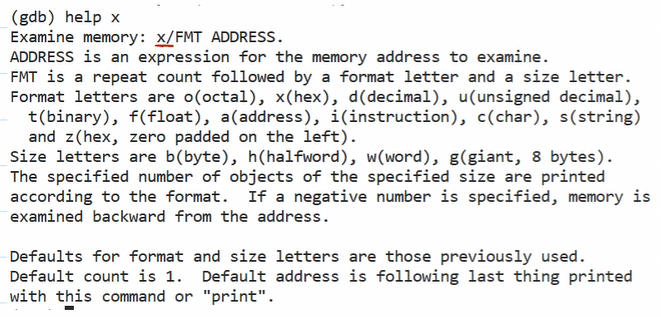 (gdb) help x
Examine memory: x/FMT ADDRESS.
ADDRESS is an expression for the memory address to examine.
FMT is a repeat count followed by a format letter and a size letter.
Format letters are o(octal), x(hex), d(decimal), u(unsigned decimal),
  t(binary), f(float), a(address), i(instruction), c(char), s(string)
  and z(hex, zero padded on the left).
Size letters are b(byte), h(halfword), w(word), g(giant, 8 bytes).
The specified number of objects of the specified size are printed
according to the format.  If a negative number is specified, memory is
examined backward from the address.

Defaults for format and size letters are those previously used.
Default count is 1.  Default address is following last thing printed
with this command or "print".